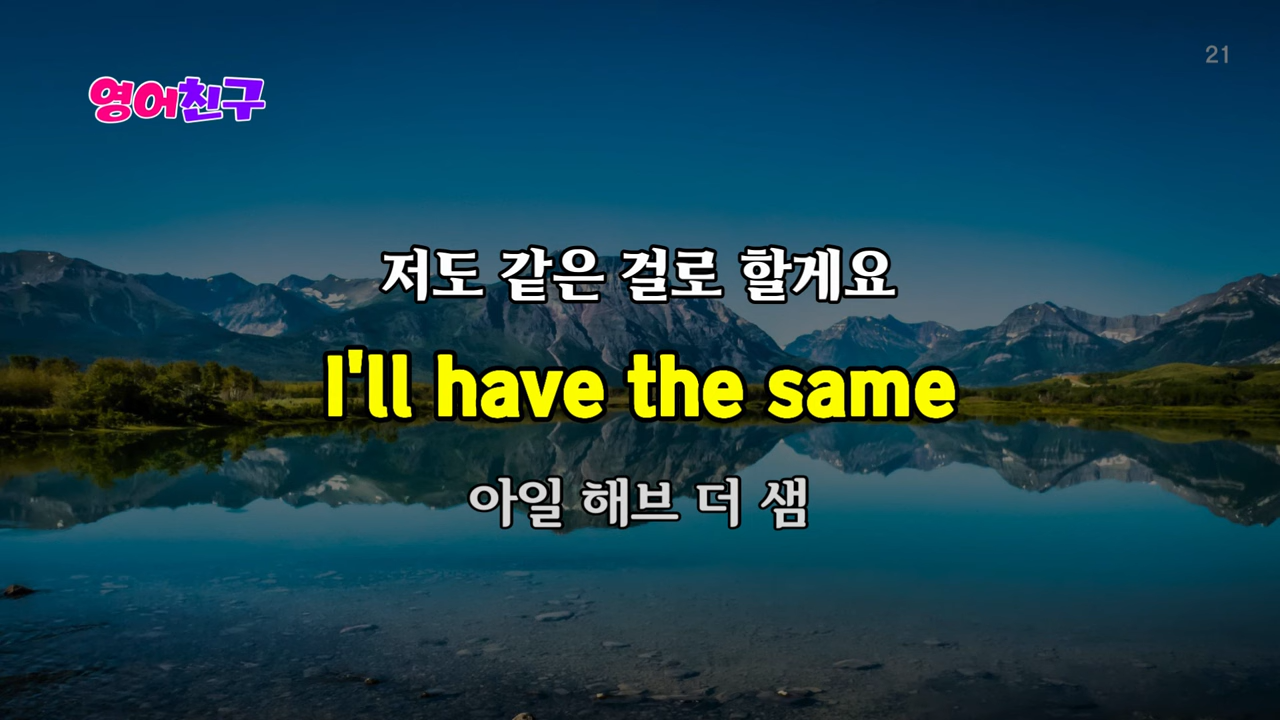 21
영어친구
저도 같은 걸로 할게요
I'll have the same
아일 해브 더 샘